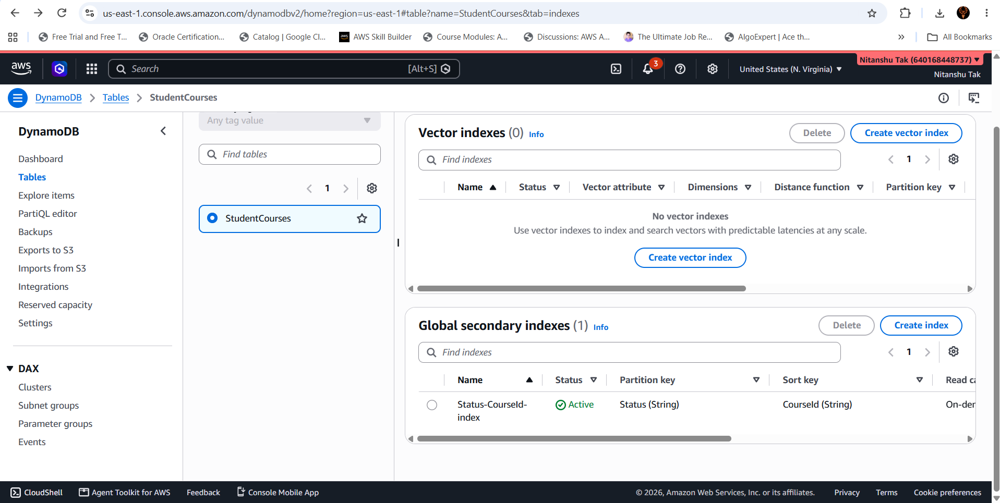 us-east-1.console.aws.amazon.com/dynamodbv2/home?region=us-east-1#table?name=StudentCourses&tab=indexes
Free Trial and Free T... Oracle Certification... Catalog | Google Cl... aws AWS Skill Builder Course Modules: A... Discussions: AWS A... The Ultimate Job Re... AlgoExpert | Ace th... » All Bookmarks
aws Search [Alt+S] 3 United States (N. Virginia) Nitanshu Tak (640168448737)
Nitanshu Tak
DynamoDB Tables StudentCourses
DynamoDB
Dashboard
Tables
Explore items
PartiQL editor
Backups
Exports to S3
Imports from S3
Integrations
Reserved capacity
Settings
DAX
Clusters
Subnet groups
Parameter groups
Events
Any tag value
Find tables
1
StudentCourses
Vector indexes (0) Info Delete Create vector index
Find indexes 1
Name Status Vector attribute Dimensions Distance function Partition key
No vector indexes
Use vector indexes to index and search vectors with predictable latencies at any scale.
Create vector index
Global secondary indexes (1) Info Delete Create index
Find indexes 1
Name Status Partition key Sort key Read ca
Status-CourseId- Active Status (String) CourseId (String) On-der
index
CloudShell Agent Toolkit for AWS Feedback Console Mobile App © 2026, Amazon Web Services, Inc. or its affiliates. Privacy Terms Cookie preferences